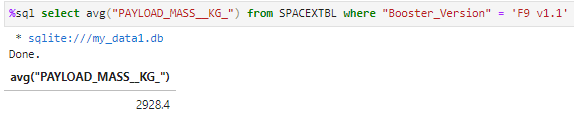 %sql select avg("PAYLOAD_MASS__KG_") from SPACEXTBL where "Booster_Version" = 'F9 v1.1'
* sqlite:///my_data1.db
Done.
avg("PAYLOAD_MASS__KG_")
2928.4